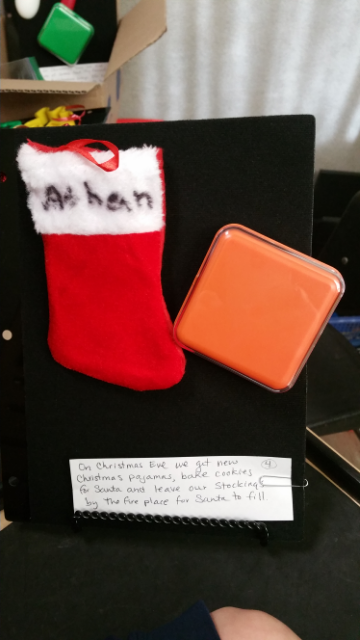 Ashan
On Christmas Eve we get new
Christmas pajamas, bake cookies
for Santa and leave our Stockings
by the fire place for Santa to fill
4